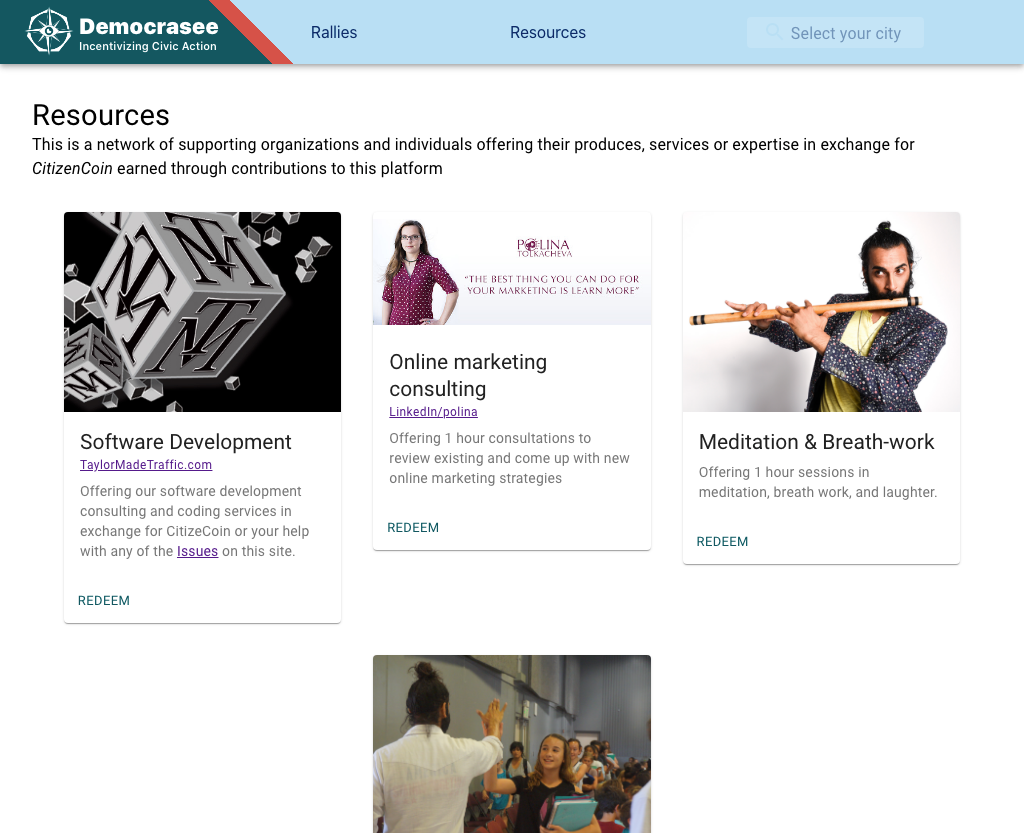 Democrasee
Incentivizing Civic Action
Rallies
Resources
Select your city
Resources
This is a network of supporting organizations and individuals offering their produces, services or expertise in exchange for
CitizenCoin earned through contributions to this platform
TM
TM
TM
TM
Software Development
TaylorMadeTraffic.com
Offering our software development
consulting and coding services in
exchange for CitizeCoin or your help
with any of the Issues on this site.
REDEEM
POLINA
TOLKACHEVA
“THE BEST THING YOU CAN DO FOR
YOUR MARKETING IS LEARN MORE”
Online marketing
consulting
LinkedIn/polina
Offering 1 hour consultations to
review existing and come up with new
online marketing strategies
REDEEM
Meditation & Breath-work
Offering 1 hour sessions in
meditation, breath work, and laughter.
REDEEM